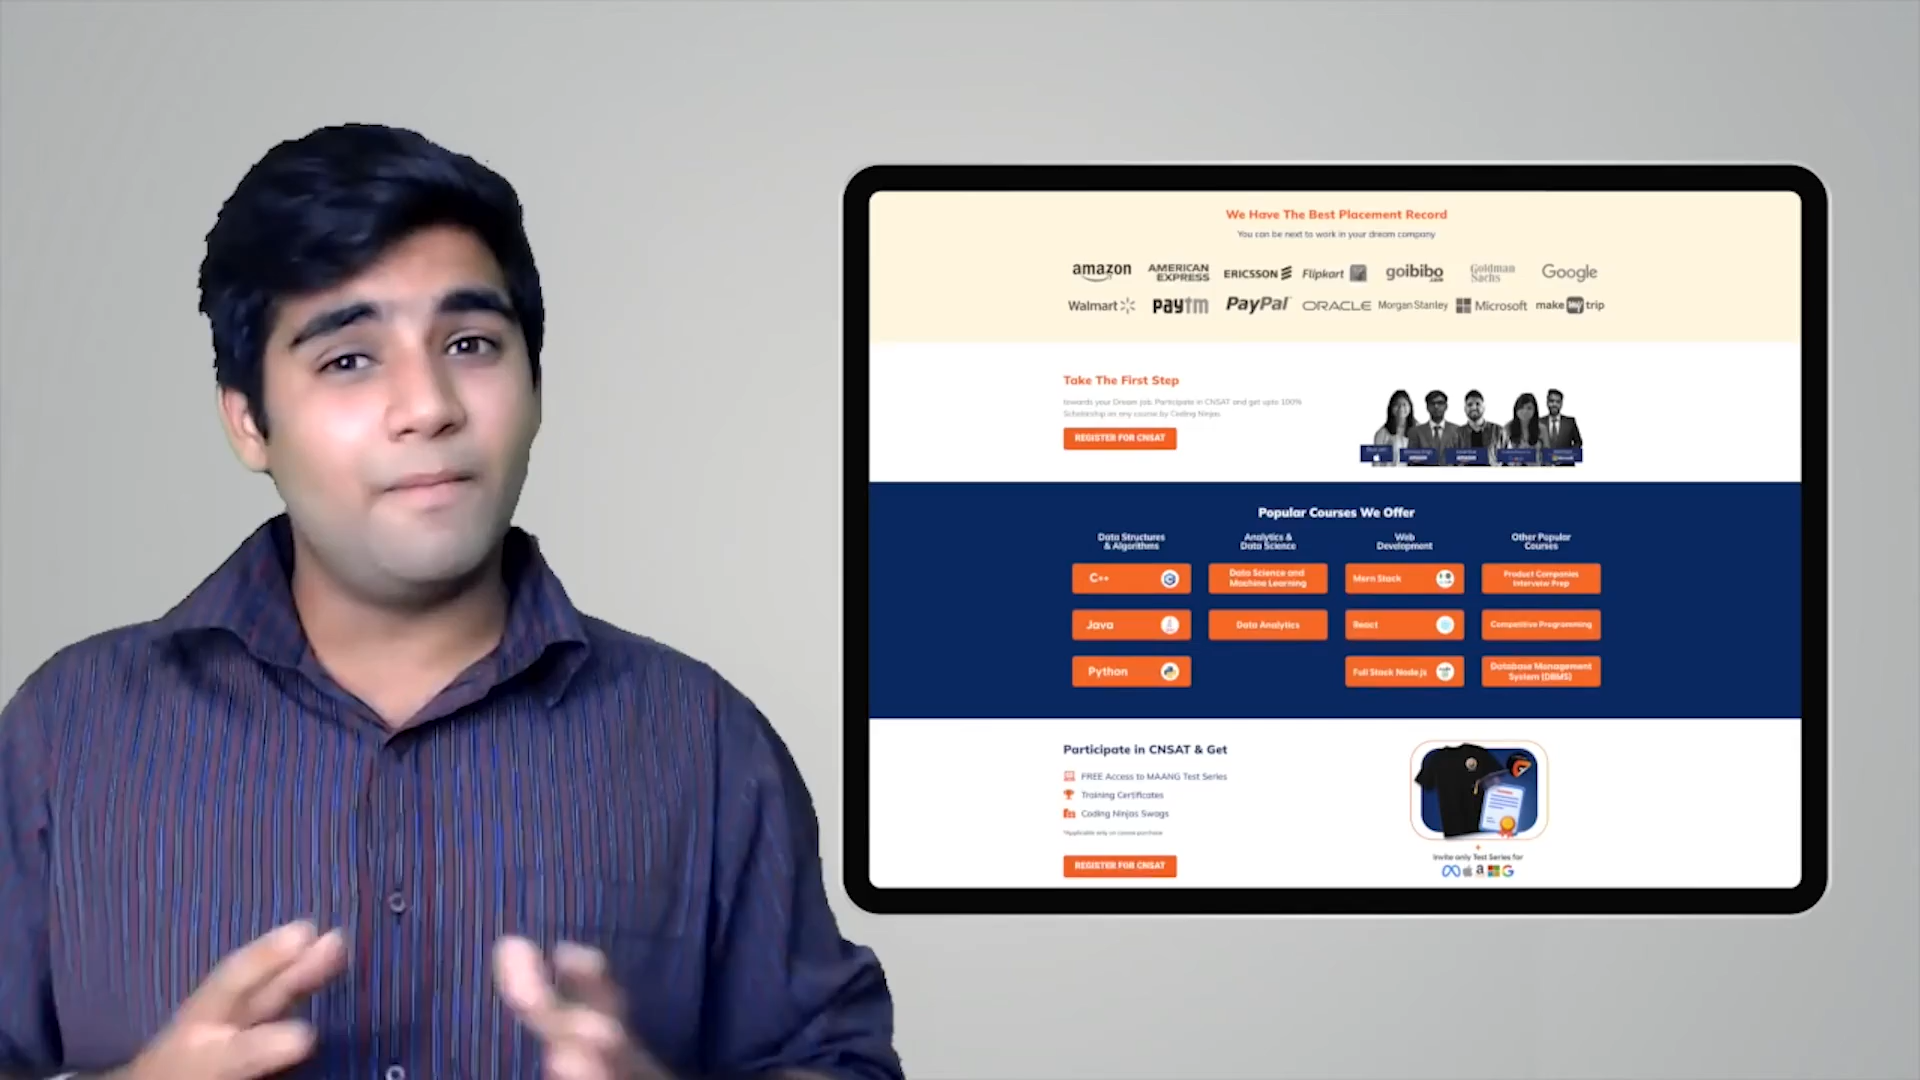 We Have The Best Placement Record
You can be next to work in your dream company
amazon AMERICAN EXPRESS ERICSSON Flipkart goibibo Goldman Sachs Google
Walmart paytm PayPal ORACLE Morgan Stanley Microsoft make my trip
Take The First Step
towards your Dream Job. Participate in CNSAT and get upto 100%
Scholarship on any course by Coding Ninjas
REGISTER FOR CNSAT
Popular Courses We Offer
Data Structures & Algorithms
Analytics & Data Science
Web Development
Other Popular Courses
C++
Data Science and Machine Learning
Mern Stack
Product Companies Interview Prep
Java
Data Analytics
React
Competitive Programming
Python
Full Stack Node.js
Database Management System (DBMS)
Participate in CNSAT & Get
FREE Access to MAANG Test Series
Training Certificates
Coding Ninjas Swags
*Applicable only on course purchase
REGISTER FOR CNSAT
Invite only Test Series for